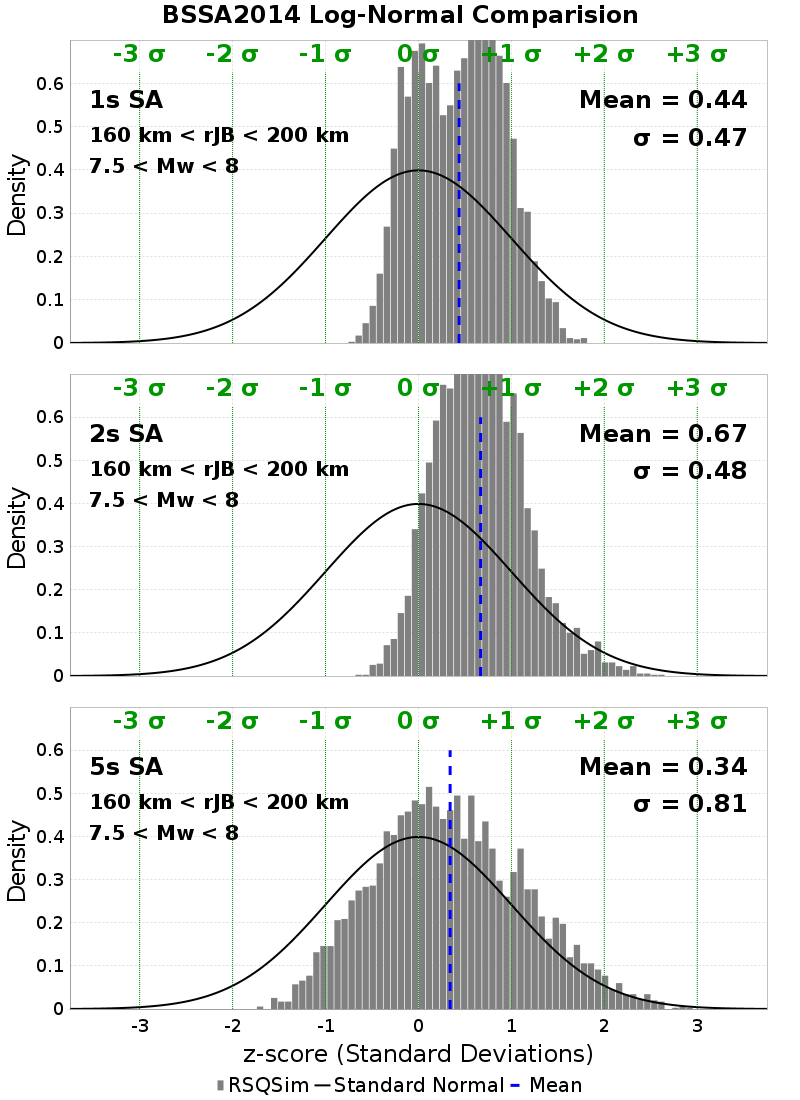 BSSA2014 Log-Normal Comparision
-3 σ -2 σ -1 σ 0 σ +1 σ +2 σ +3 σ
1s SA
Mean = 0.44
160 km < rJB < 200 km
σ = 0.47
7.5 < Mw < 8
0.6
0.5
0.4
0.3
0.2
0.1
0
Density
-3 σ -2 σ -1 σ 0 σ +1 σ +2 σ +3 σ
2s SA
Mean = 0.67
160 km < rJB < 200 km
σ = 0.48
7.5 < Mw < 8
0.6
0.5
0.4
0.3
0.2
0.1
0
Density
-3 σ -2 σ -1 σ 0 σ +1 σ +2 σ +3 σ
5s SA
Mean = 0.34
160 km < rJB < 200 km
σ = 0.81
7.5 < Mw < 8
0.6
0.5
0.4
0.3
0.2
0.1
0
Density
-3 -2 -1 0 1 2 3
z-score (Standard Deviations)
RSQSim Standard Normal Mean